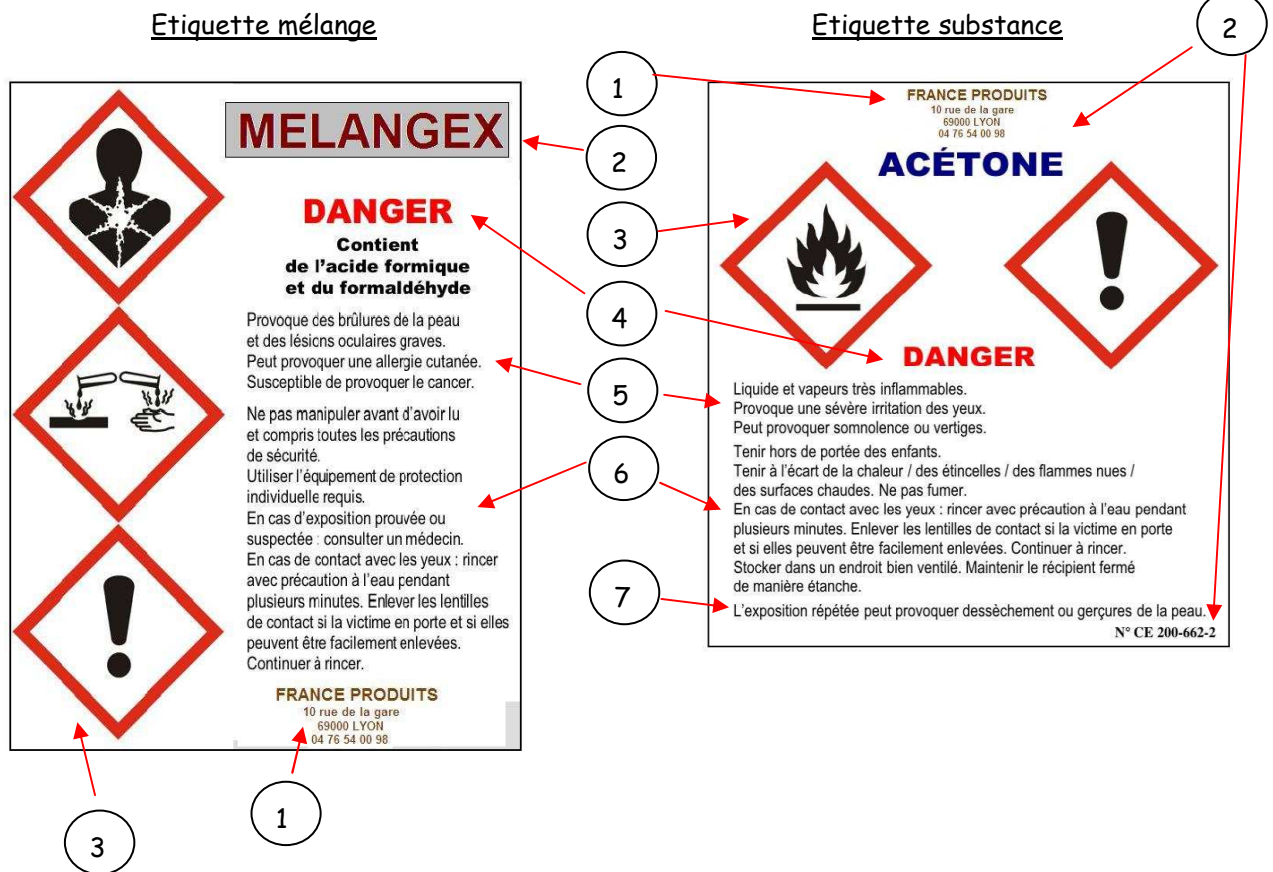 Etiquette mélange
MELANGEX
DANGER
Contient
de l'acide formique
et du formaldéhyde
Provoque des brûlures de la peau
et des lésions oculaires graves.
Peut provoquer une allergie cutanée.
Susceptible de provoquer le cancer.
Ne pas manipuler avant d'avoir lu
et compris toutes les précautions
de sécurité.
Utiliser l'équipement de protection
individuelle requis.
En cas d'exposition prouvée ou
suspectée : consulter un médecin.
En cas de contact avec les yeux : rincer
avec précaution à l'eau pendant
plusieurs minutes. Enlever les lentilles
de contact si la victime en porte et si elles
peuvent être facilement enlevées.
Continuer à rincer.
FRANCE PRODUITS
10 rue de la gare
69000 LYON
04 76 54 00 98
3
1
1
2
3
4
5
6
7
Etiquette substance
2
FRANCE PRODUITS
10 rue de la gare
69000 LYON
04 76 54 00 98
ACÉTONE
DANGER
Liquide et vapeurs très inflammables.
Provoque une sévère irritation des yeux.
Peut provoquer somnolence ou vertiges.
Tenir hors de portée des enfants.
Tenir à l'écart de la chaleur / des étincelles / des flammes nues /
des surfaces chaudes. Ne pas fumer.
En cas de contact avec les yeux : rincer avec précaution à l'eau pendant
plusieurs minutes. Enlever les lentilles de contact si la victime en porte
et si elles peuvent être facilement enlevées. Continuer à rincer.
Stocker dans un endroit bien ventilé. Maintenir le récipient fermé
de manière étanche.
L'exposition répétée peut provoquer dessèchement ou gerçures de la peau.
N° CE 200-662-2